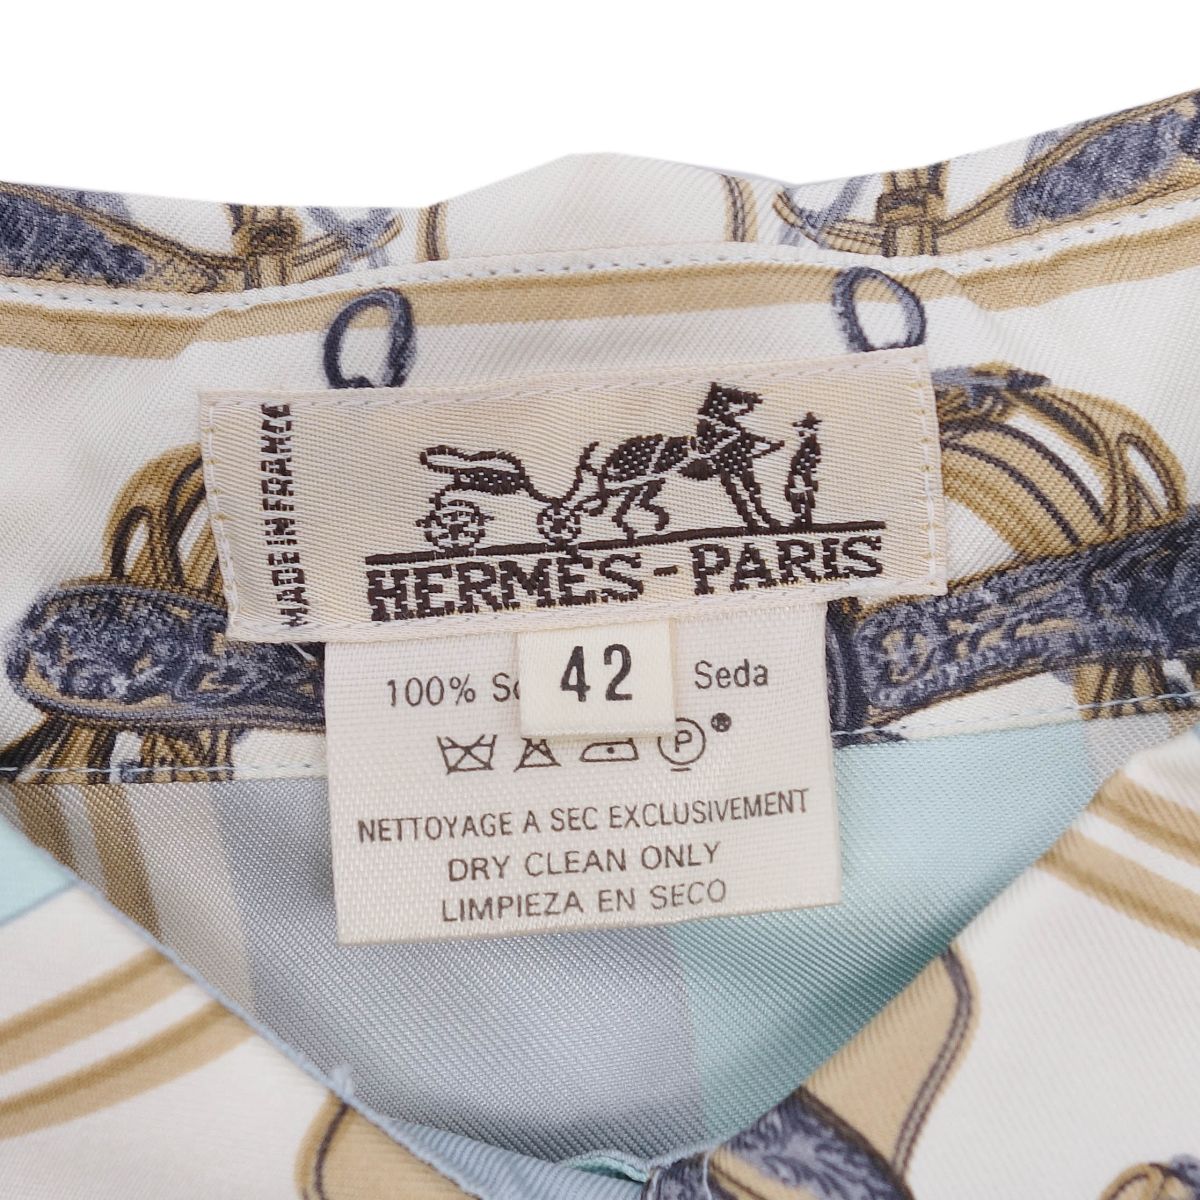 MADE IN FRANCE
HERMÈS-PARIS
42
100% Seda
P
NETTOYAGE A SEC EXCLUSIVEMENT
DRY CLEAN ONLY
LIMPIEZA EN SECO